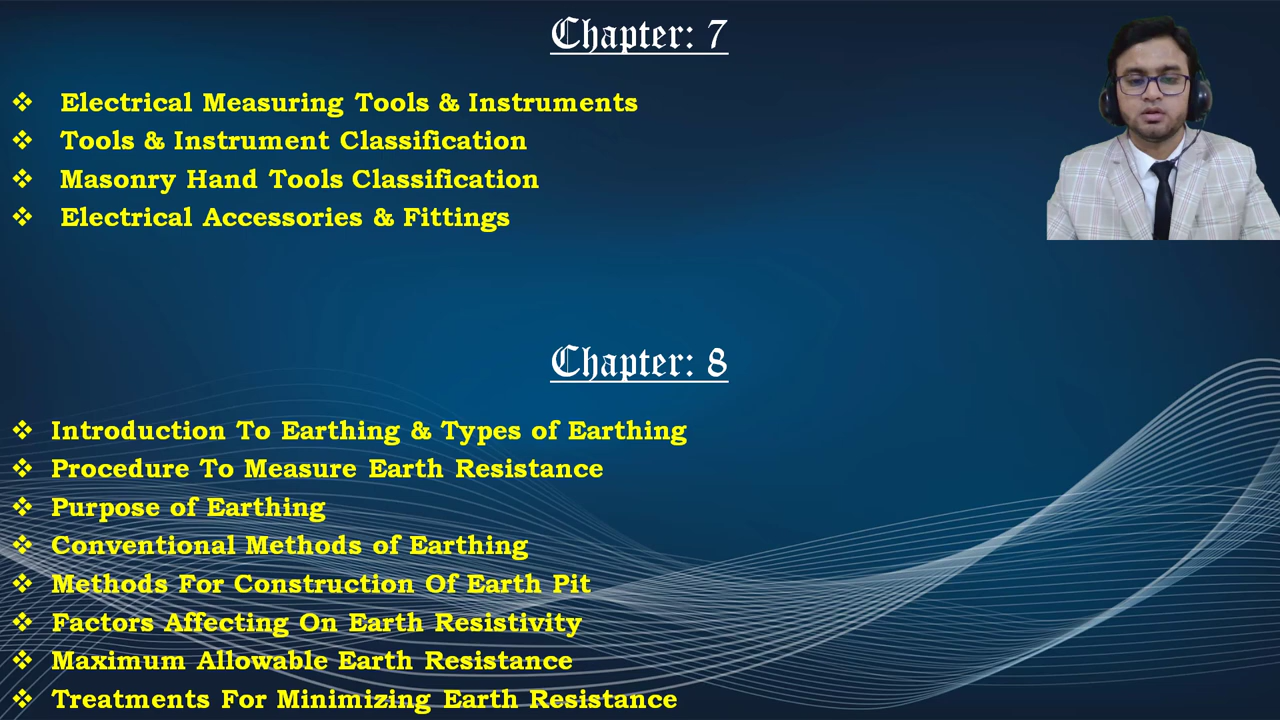 Chapter: 7
❖ Electrical Measuring Tools & Instruments
❖ Tools & Instrument Classification
❖ Masonry Hand Tools Classification
❖ Electrical Accessories & Fittings
Chapter: 8
❖ Introduction To Earthing & Types of Earthing
❖ Procedure To Measure Earth Resistance
❖ Purpose of Earthing
❖ Conventional Methods of Earthing
❖ Methods For Construction Of Earth Pit
❖ Factors Affecting On Earth Resistivity
❖ Maximum Allowable Earth Resistance
❖ Treatments For Minimizing Earth Resistance